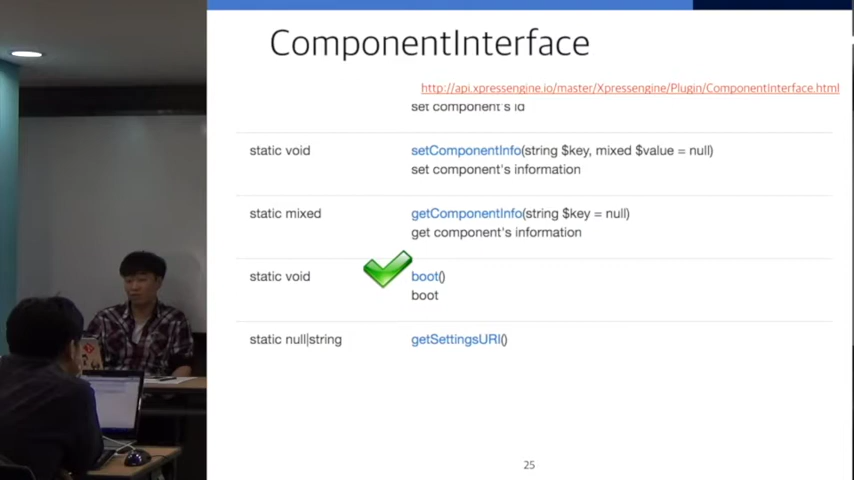 ComponentInterface
http://api.xpressengine.io/master/Xpressengine/Plugin/ComponentInterface.html
set component's id
static void setComponentInfo(string $key, mixed $value = null)
set component's information
static mixed getComponentInfo(string $key = null)
get component's information
static void boot()
boot
static null|string getSettingsURI()
25